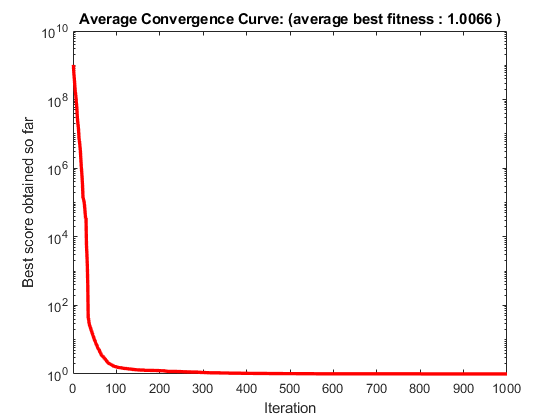 Average Convergence Curve: (average best fitness : 1.0066 )
10^10
10^8
10^6
10^4
10^2
10^0
Best score obtained so far
0 100 200 300 400 500 600 700 800 900 1000
Iteration